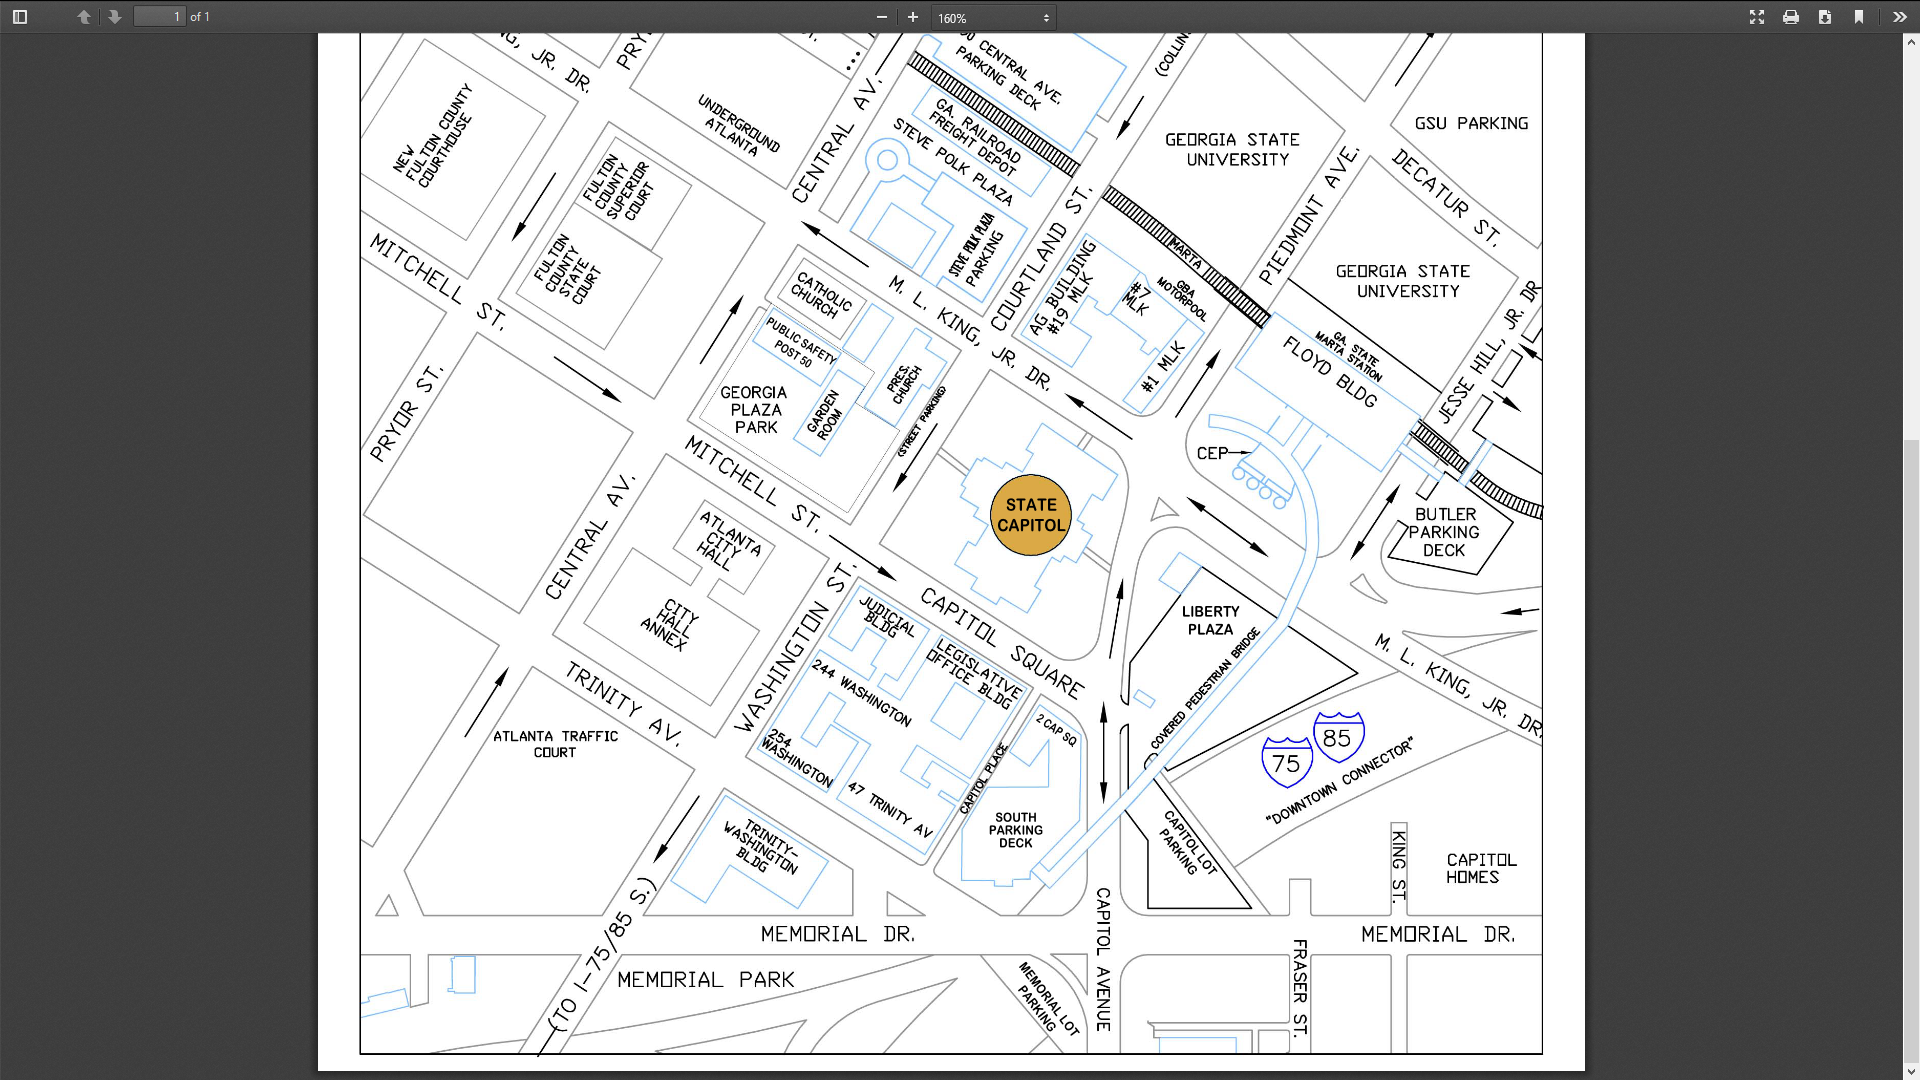 1 of 1
160%
NG, JR. DR.
PRY
ST.
CENTRAL AV.
00 CENTRAL AVE.
PARKING DECK
(COLLIN
GSU PARKING
NEW
FULTON COUNTY
COURTHOUSE
UNDERGROUND
ATLANTA
GA. RAILROAD
FREIGHT DEPOT
STEVE POLK PLAZA
GEORGIA STATE
UNIVERSITY
DECATUR ST.
FULTON
COUNTY
SUPERIOR
COURT
FULTON
COUNTY
STATE
COURT
STEVE POLK PLAZA
PARKING
COURTLAND ST.
PIEDMONT AVE.
MARTA
GEORGIA STATE
UNIVERSITY
MITCHELL ST.
CATHOLIC
CHURCH
M. L. KING, JR. DR.
AG BUILDING
#19 MLK
#7
MLK
GBA
MOTORPOOL
#1 MLK
GA. STATE
MARTA STATION
FLOYD BLDG
JESSE HILL, JR. DR
PUBLIC SAFETY
POST 50
PRES.
CHURCH
GEORGIA
PLAZA
PARK
GARDEN
ROOM
(STREET PARKING)
PRYOR ST.
CEP
MITCHELL ST.
STATE
CAPITOL
BUTLER
PARKING
DECK
CENTRAL AV.
ATLANTA
CITY
HALL
CITY
HALL
ANNEX
WASHINGTON ST.
JUDICIAL
BLDG
CAPITOL SQUARE
LIBERTY
PLAZA
COVERED PEDESTRIAN BRIDGE
M. L. KING, JR. DR.
TRINITY AV.
244 WASHINGTON
LEGISLATIVE
OFFICE BLDG
254
WASHINGTON
47 TRINITY AV
CAPITOL PLACE
2 CAP SQ
ATLANTA TRAFFIC
COURT
75
85
"DOWNTOWN CONNECTOR"
SOUTH
PARKING
DECK
CAPITOL LOT
PARKING
TRINITY-
WASHINGTON
BLDG
KING ST.
CAPITOL
HOMES
MEMORIAL DR.
MEMORIAL DR.
CAPITOL AVENUE
FRASER ST.
(TO I-75/85 S.)
MEMORIAL PARK
MEMORIAL LOT
PARKING